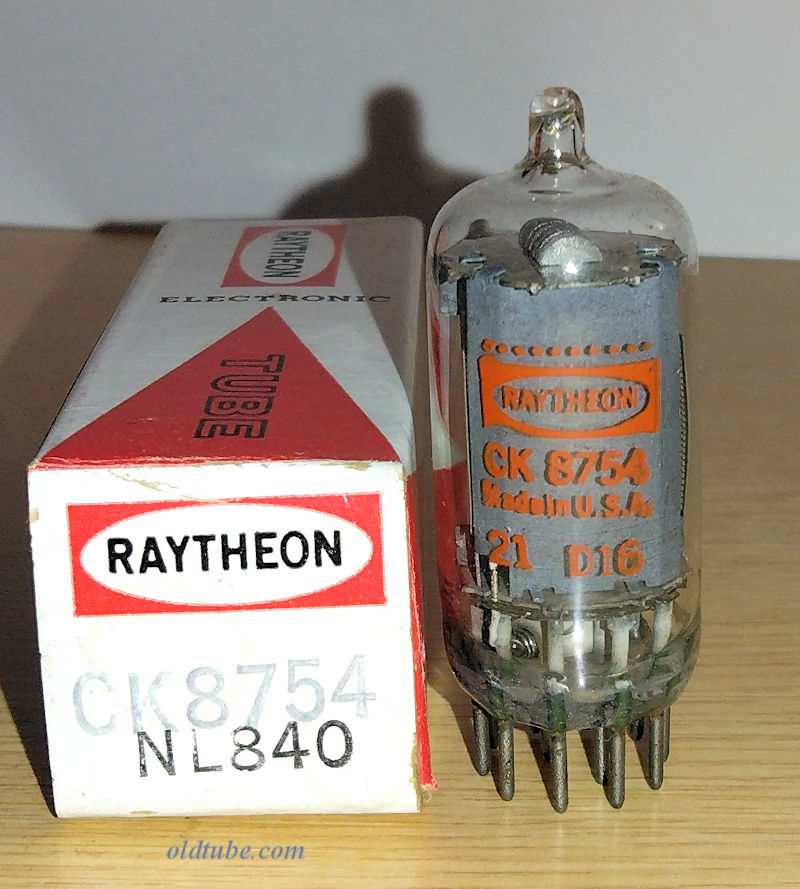 RAYTHEON
ELECTRONIC
TUBE
RAYTHEON
CK8754
NL840
RAYTHEON
CK 8754
Made in U.S.A.
21 D16
oldtube.com